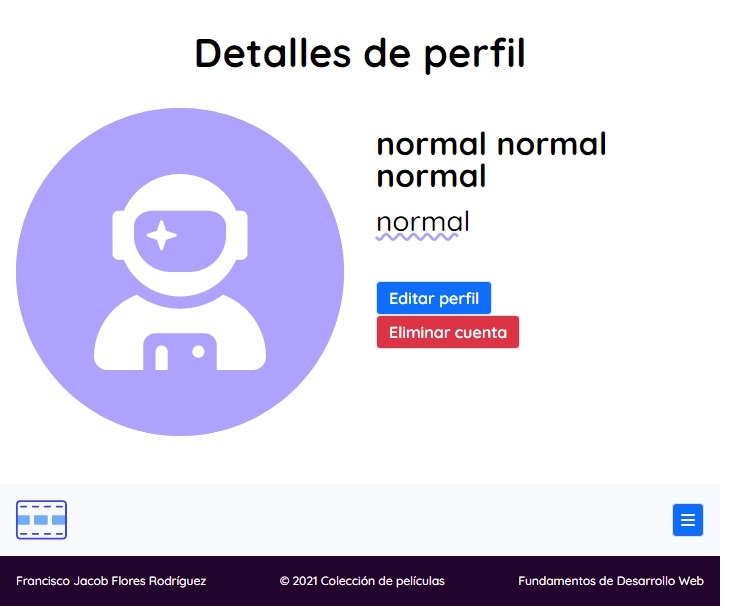 Detalles de perfil
normal normal
normal
normal
Editar perfil
Eliminar cuenta
Francisco Jacob Flores Rodríguez
© 2021 Colección de películas
Fundamentos de Desarrollo Web